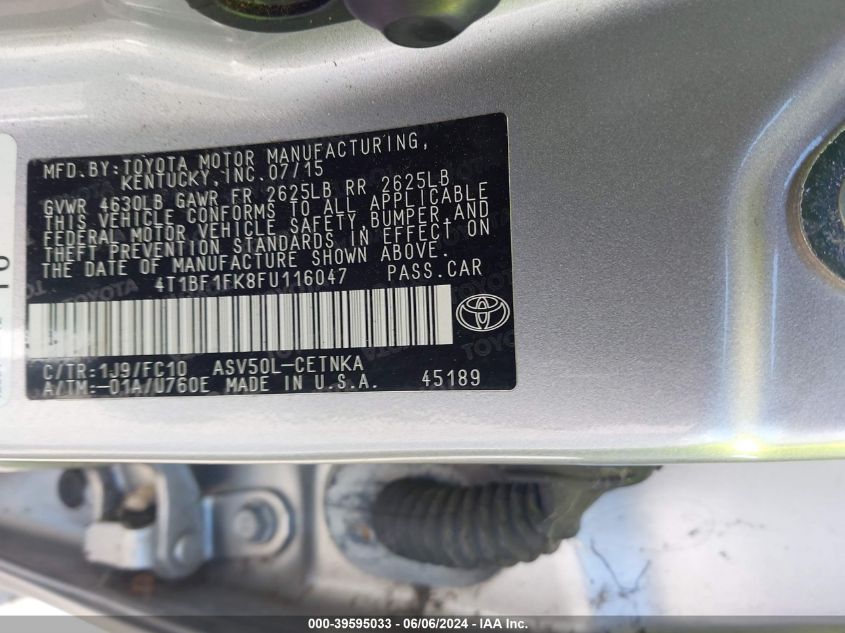 MFD.BY:TOYOTA MOTOR MANUFACTURING,
KENTUCKY,INC.07/15
GVWR 4630LB GAWR FR 2625LB RR 2625LB
THIS VEHICLE CONFORMS TO ALL APPLICABLE
FEDERAL MOTOR VEHICLE SAFETY, BUMPER,AND
THEFT PREVENTION STANDARDS IN EFFECT ON
THE DATE OF MANUFACTURE SHOWN ABOVE.
4T1BF1FK8FU116047 PASS.CAR
C/TR:1J9/FC10 ASV50L-CETNKA
A/TM:-01A/U760E MADE IN U.S.A. 45189
000-39595033 - 06/06/2024 - IAA Inc.